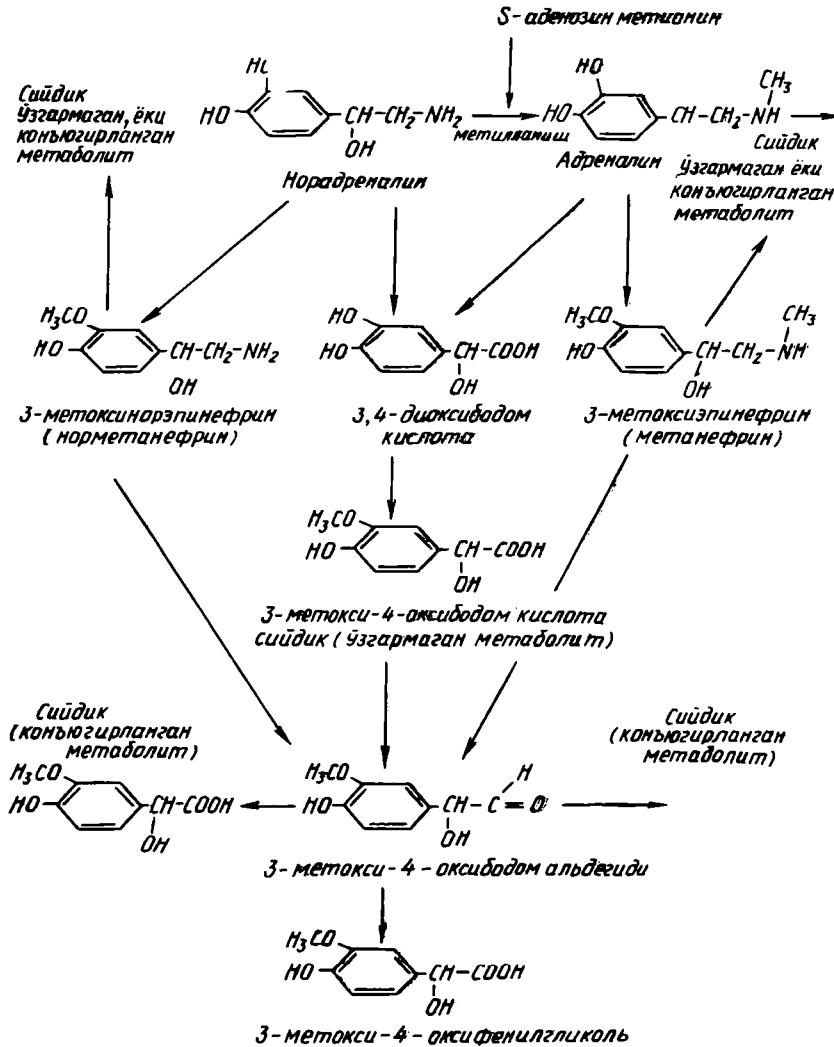 S-аденозин метионин
Сийдик
ўзгармаган, ёки
конъюгирланган
метаболит
HO
CH-CH₂-NH₂
OH
Норадреналин
метилланиш
HO
HO
CH-CH₂-NH
CH₃
Адреналин
Сийдик
ўзгармаган ёки
конъюгирланган
метаболит
H₃CO
HO
CH-CH₂-NH₂
OH
3-метоксинорэпинефрин
(норметанефрин)
HO
HO
CH-COOH
OH
3,4-диоксибодом
кислота
H₃CO
HO
CH-CH₂-NH
CH₃
OH
3-метоксиэпинефрин
(метанефрин)
H₃CO
HO
CH-COOH
OH
3-метокси-4-оксибодом кислота
сийдик (ўзгармаган метаболит)
Сийдик
(конъюгирланган
метаболит)
H₃CO
HO
CH-COOH
OH
H₃CO
HO
CH-C=O
H
OH
3-метокси-4-оксибодом альдегиди
Сийдик
(конъюгирланган
метаболит)
H₃CO
HO
CH-COOH
OH
3-метокси-4-оксифенилгликоль